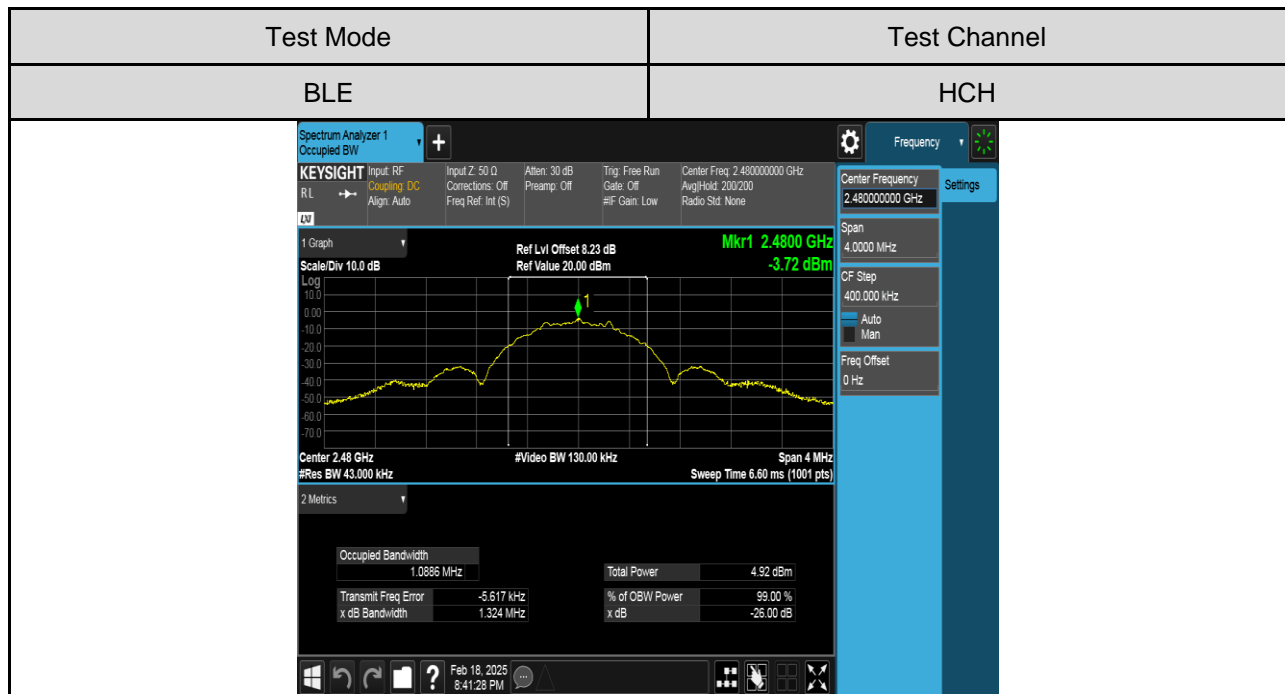 Test Mode
Test Channel
BLE
HCH
Spectrum Analyzer 1
Occupied BW
Frequency
KEYSIGHT
R L
LXI
Input: RF
Coupling: DC
Align: Auto
Input Z: 50 Ω
Corrections: Off
Freq Ref: Int (S)
Atten: 30 dB
Preamp: Off
Trig: Free Run
Gate: Off
#IF Gain: Low
Center Freq: 2.480000000 GHz
Avg|Hold: 200/200
Radio Std: None
Center Frequency
2.480000000 GHz
Settings
Span
4.0000 MHz
CF Step
400.000 kHz
Auto
Man
Freq Offset
0 Hz
1 Graph
Scale/Div 10.0 dB
Ref Lvl Offset 8.23 dB
Ref Value 20.00 dBm
Mkr1 2.4800 GHz
-3.72 dBm
Log
10.0
0.00
-10.0
-20.0
-30.0
-40.0
-50.0
-60.0
-70.0
1
Center 2.48 GHz
#Res BW 43.000 kHz
#Video BW 130.00 kHz
Span 4 MHz
Sweep Time 6.60 ms (1001 pts)
2 Metrics
Occupied Bandwidth
1.0886 MHz
Total Power 4.92 dBm
Transmit Freq Error -5.617 kHz
% of OBW Power 99.00 %
x dB Bandwidth 1.324 MHz
x dB -26.00 dB
Feb 18, 2025
8:41:28 PM